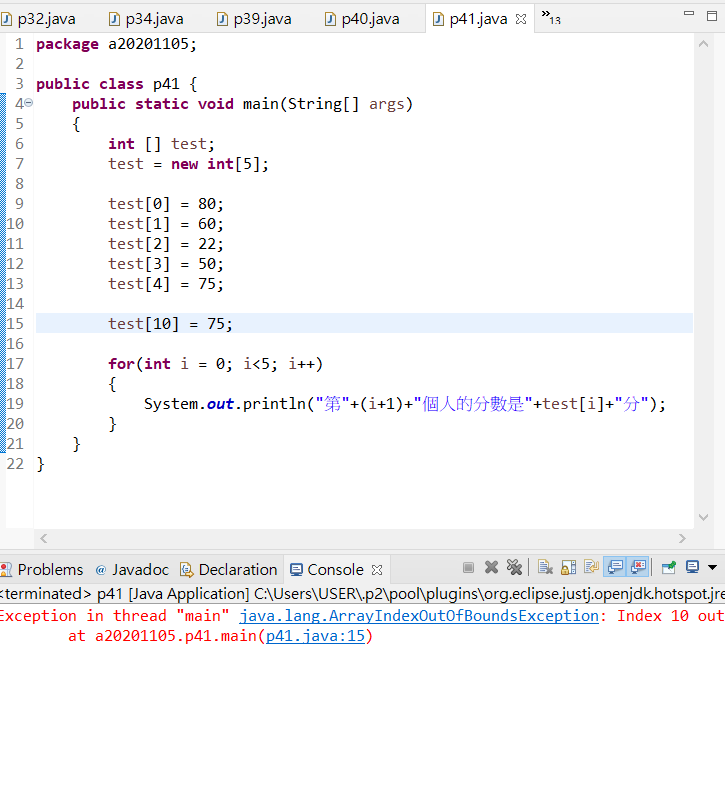 p32.java p34.java p39.java p40.java p41.java »13
1 package a20201105;
2
3 public class p41 {
4 public static void main(String[] args)
5 {
6 int [] test;
7 test = new int[5];
8
9 test[0] = 80;
10 test[1] = 60;
11 test[2] = 22;
12 test[3] = 50;
13 test[4] = 75;
14
15 test[10] = 75;
16
17 for(int i = 0; i<5; i++)
18 {
19 System.out.println("第"+(i+1)+"個人的分數是"+test[i]+"分");
20 }
21 }
22 }
Problems @ Javadoc Declaration Console
<terminated> p41 [Java Application] C:\Users\USER\.p2\pool\plugins\org.eclipse.justj.openjdk.hotspot.jre
Exception in thread "main" java.lang.ArrayIndexOutOfBoundsException: Index 10 out
at a20201105.p41.main(p41.java:15)